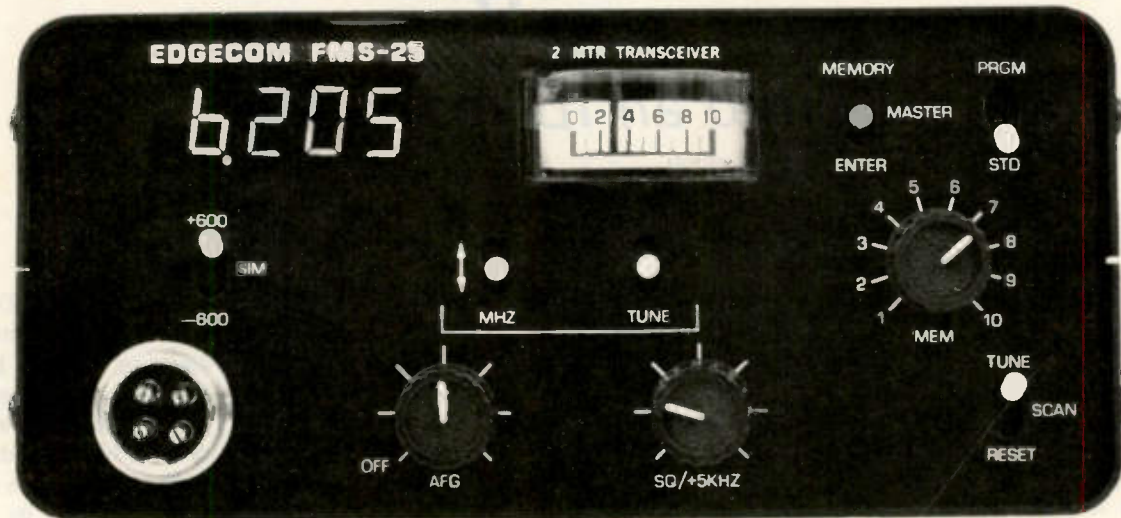 EDGECOM FMS-25
2 MTR TRANSCEIVER
6.205
0 2 4 6 8 10
MEMORY
PRGM
MASTER
ENTER
STD
+600
SIM
-600
MHZ
TUNE
1 2 3 4 5 6 7 8 9 10
MEM
TUNE
SCAN
RESET
OFF
AFG
SQ/+5KHZ